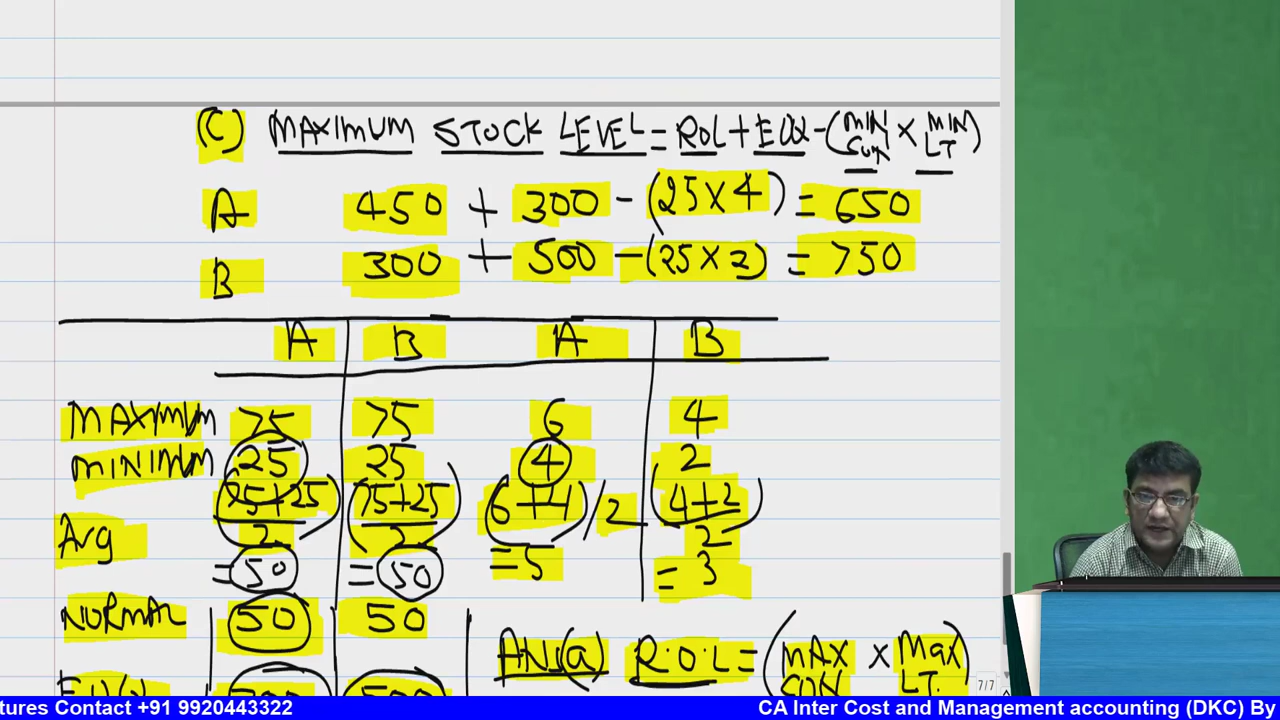 (C) MAXIMUM STOCK LEVEL = ROL + EOQ - (MIN CON × MIN LT)
A 450 + 300 - (25 × 4) = 650
B 300 + 500 - (25 × 2) = 750
A B A B
MAXIMUM 75 75 6 4
MINIMUM 25 25 4 2
Avg (75+25)/2 (75+25)/2 (6+4)/2 (4+2)/2
= 50 = 50 = 5 = 3
NORMAL 50 50
ANS(a) R.O.L = (MAX CON × Max LT.
7/7
tures Contact +91 9920443322 CA Inter Cost and Management accounting (DKC) By